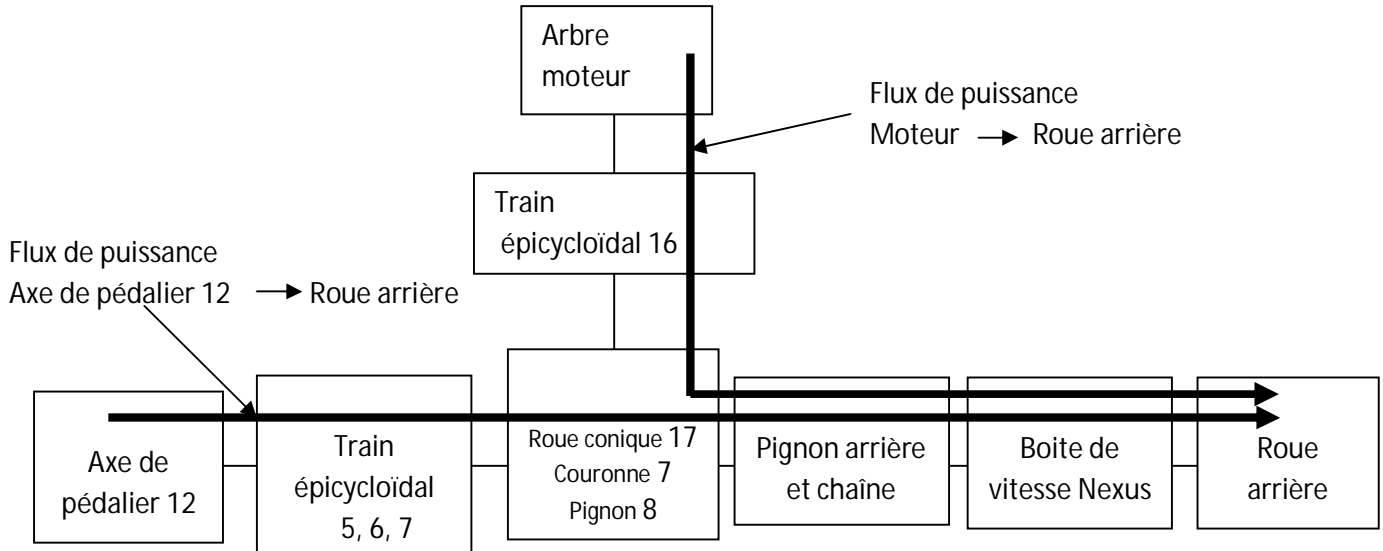 Arbre
moteur
Flux de puissance
Moteur → Roue arrière
Train
épicycloïdal 16
Flux de puissance
Axe de pédalier 12 → Roue arrière
Axe de
pédalier 12
Train
épicycloïdal
5, 6, 7
Roue conique 17
Couronne 7
Pignon 8
Pignon arrière
et chaîne
Boite de
vitesse Nexus
Roue
arrière